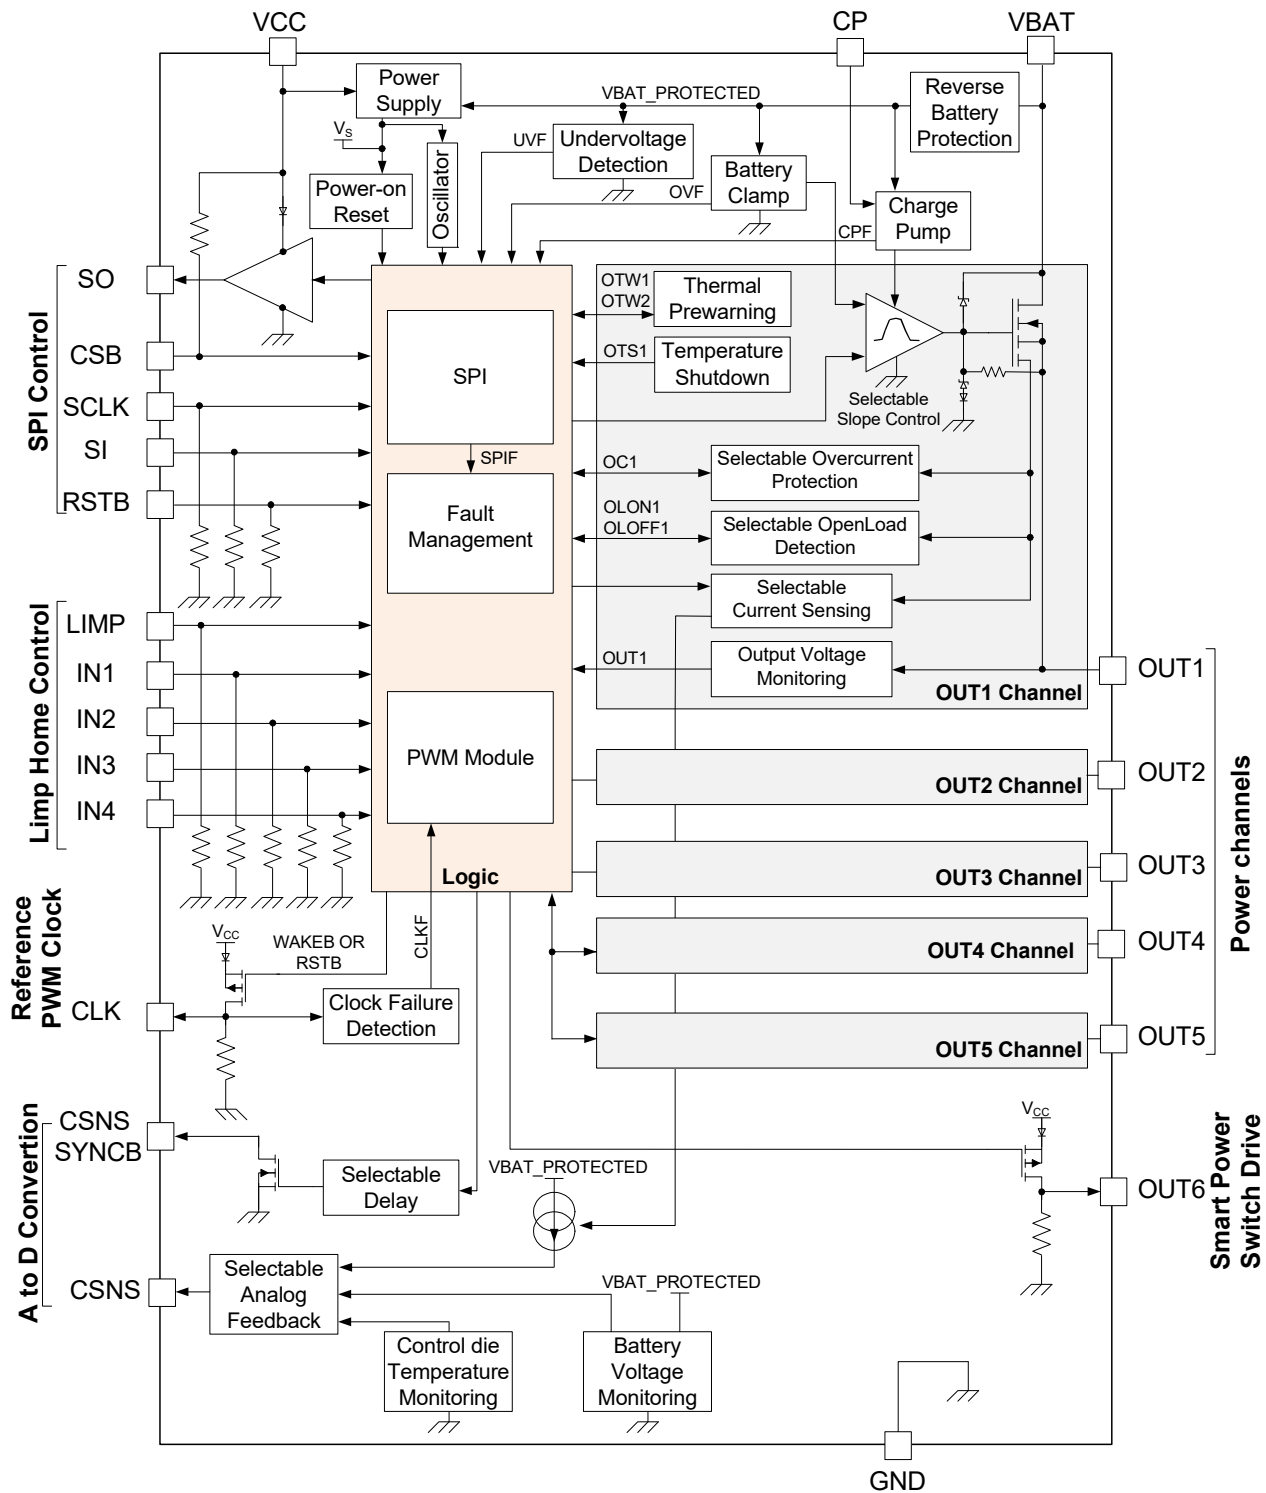 VCC
CP
VBAT
Power
Supply
VBAT_PROTECTED
Reverse
Battery
Protection
VS
UVF
Undervoltage
Detection
Oscillator
Battery
Clamp
Power-on
Reset
OVF
Charge
Pump
CPF
SPI Control
SO
CSB
SCLK
SI
RSTB
OTW1
OTW2
Thermal
Prewarning
OTS1
Temperature
Shutdown
Selectable
Slope Control
SPI
SPIF
Fault
Management
OC1
Selectable Overcurrent
Protection
OLON1
OLOFF1
Selectable OpenLoad
Detection
Selectable
Current Sensing
OUT1
Output Voltage
Monitoring
OUT1 Channel
Limp Home Control
LIMP
IN1
IN2
IN3
IN4
PWM Module
Logic
OUT2 Channel
OUT3 Channel
OUT4 Channel
OUT5 Channel
OUT1
OUT2
OUT3
OUT4
OUT5
Power channels
Reference
PWM Clock
CLK
VCC
WAKEB OR
RSTB
CLKF
Clock Failure
Detection
A to D Convertion
CSNS
SYNCB
Selectable
Delay
VBAT_PROTECTED
VCC
OUT6
Smart Power
Switch Drive
CSNS
Selectable
Analog
Feedback
VBAT_PROTECTED
Control die
Temperature
Monitoring
Battery
Voltage
Monitoring
GND